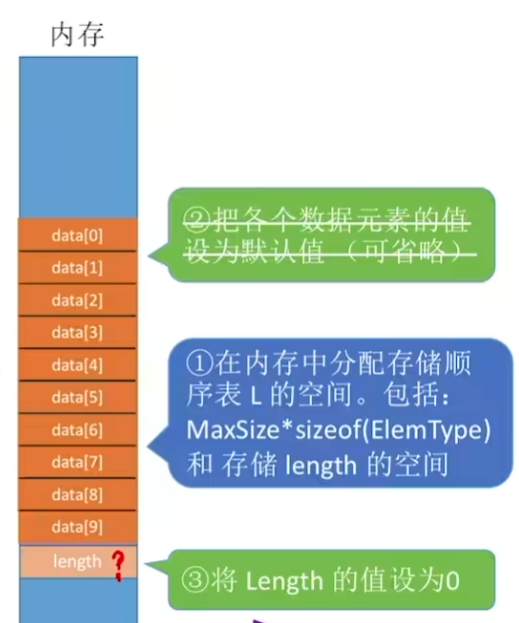 内存
data[0]
data[1]
data[2]
data[3]
data[4]
data[5]
data[6]
data[7]
data[8]
data[9]
length ?
②把各个数据元素的值
设为默认值（可省略）
①在内存中分配存储顺
序表 L 的空间。包括：
MaxSize*sizeof(ElemType)
和 存储 length 的空间
③将 Length 的值设为0